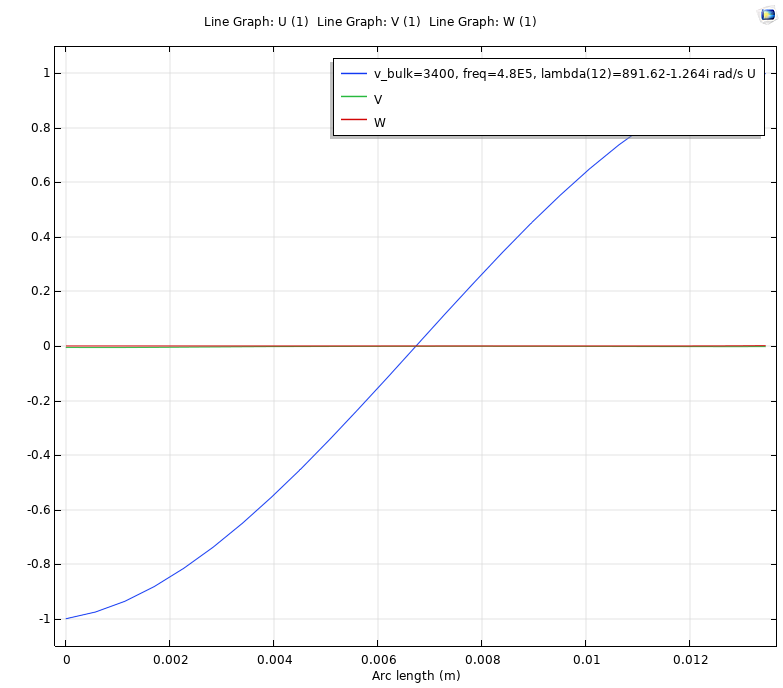 Line Graph: U (1) Line Graph: V (1) Line Graph: W (1)
v_bulk=3400, freq=4.8E5, lambda(12)=891.62-1.264i rad/s U
V
W
1
0.8
0.6
0.4
0.2
0
-0.2
-0.4
-0.6
-0.8
-1
0 0.002 0.004 0.006 0.008 0.01 0.012
Arc length (m)